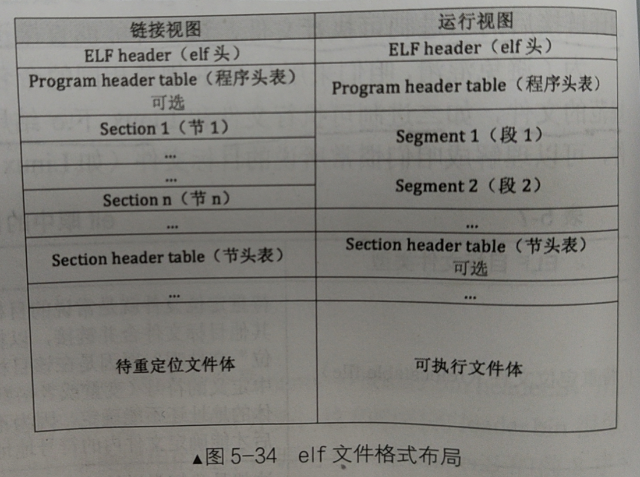 链接视图
运行视图
ELF header（elf 头）
ELF header（elf 头）
Program header table（程序头表）
可选
Program header table（程序头表）
Section 1（节 1）
...
Segment 1（段 1）
...
Section n（节 n）
Segment 2（段 2）
...
...
Section header table（节头表）
Section header table（节头表）
可选
...
...
待重定位文件体
可执行文件体
▲图 5-34 elf 文件格式布局